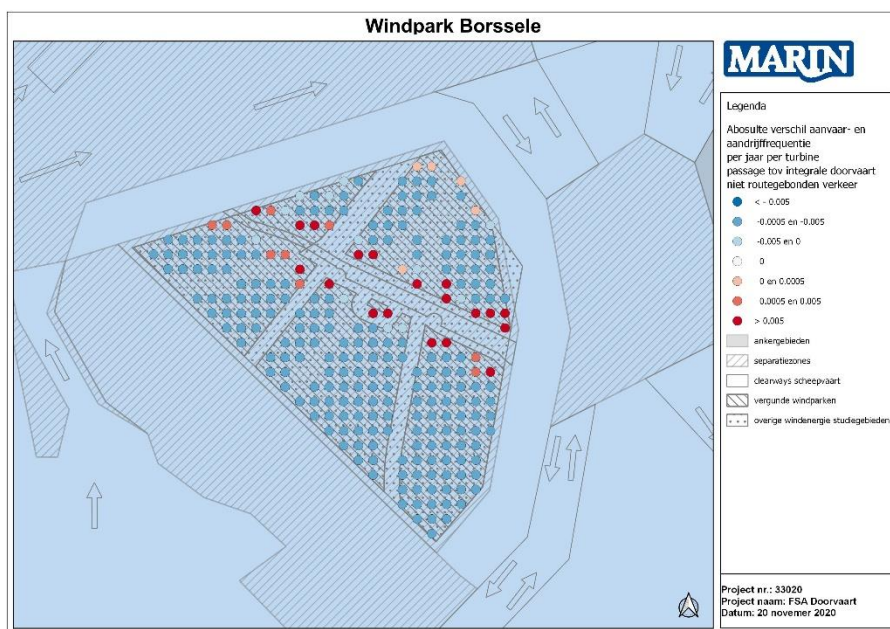 Windpark Borssele
MARIN
Legenda
Abosulte verschil aanvaar- en
aandrijffrequentie
per jaar per turbine
passage tov integrale doorvaart
niet routegebonden verkeer
< - 0.005
-0.0005 en -0.005
-0.005 en 0
0
0 en 0.0005
0.0005 en 0.005
> 0.005
ankergebieden
separatiezones
clearways scheepvaart
vergunde windparken
overige windenergie studiegebieden
Project nr.: 33020
Project naam: FSA Doorvaart
Datum: 20 novemer 2020